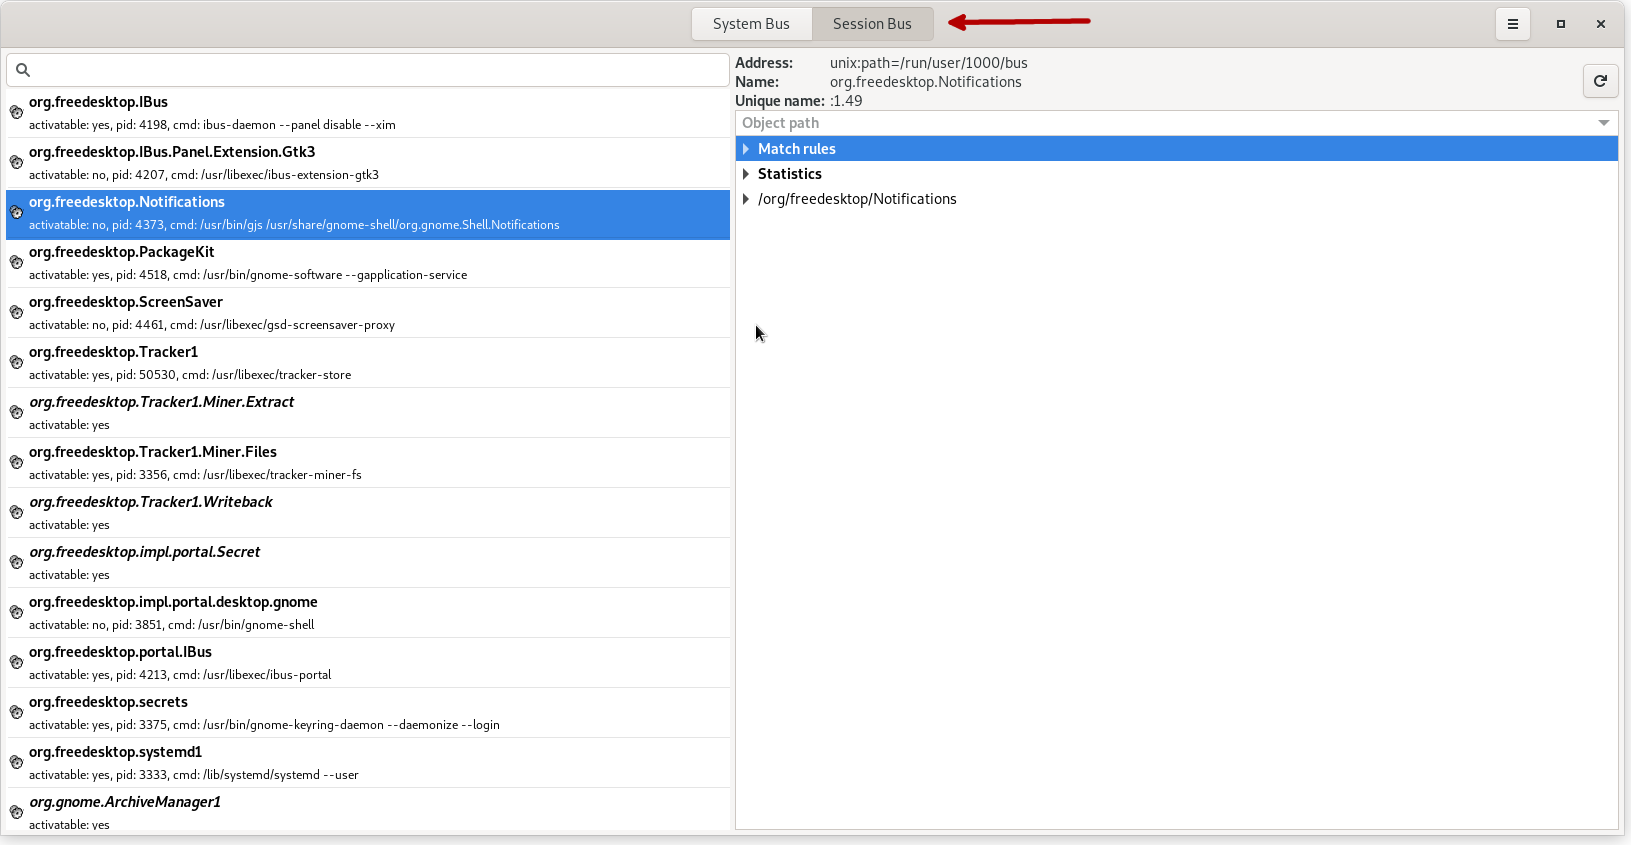 System Bus
Session Bus
org.freedesktop.IBus
activatable: yes, pid: 4198, cmd: ibus-daemon --panel disable --xim
org.freedesktop.IBus.Panel.Extension.Gtk3
activatable: no, pid: 4207, cmd: /usr/libexec/ibus-extension-gtk3
org.freedesktop.Notifications
activatable: no, pid: 4373, cmd: /usr/bin/gjs /usr/share/gnome-shell/org.gnome.Shell.Notifications
org.freedesktop.PackageKit
activatable: yes, pid: 4518, cmd: /usr/bin/gnome-software --gapplication-service
org.freedesktop.ScreenSaver
activatable: no, pid: 4461, cmd: /usr/libexec/gsd-screensaver-proxy
org.freedesktop.Tracker1
activatable: yes, pid: 50530, cmd: /usr/libexec/tracker-store
org.freedesktop.Tracker1.Miner.Extract
activatable: yes
org.freedesktop.Tracker1.Miner.Files
activatable: yes, pid: 3356, cmd: /usr/libexec/tracker-miner-fs
org.freedesktop.Tracker1.Writeback
activatable: yes
org.freedesktop.impl.portal.Secret
activatable: yes
org.freedesktop.impl.portal.desktop.gnome
activatable: no, pid: 3851, cmd: /usr/bin/gnome-shell
org.freedesktop.portal.IBus
activatable: yes, pid: 4213, cmd: /usr/libexec/ibus-portal
org.freedesktop.secrets
activatable: yes, pid: 3375, cmd: /usr/bin/gnome-keyring-daemon --daemonize --login
org.freedesktop.systemd1
activatable: yes, pid: 3333, cmd: /lib/systemd/systemd --user
org.gnome.ArchiveManager1
activatable: yes
Address: unix:path=/run/user/1000/bus
Name: org.freedesktop.Notifications
Unique name: :1.49
Object path
Match rules
Statistics
/org/freedesktop/Notifications